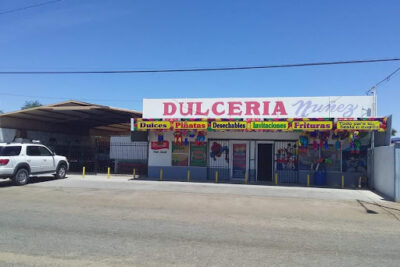 DULCERIA Nuñez
Dulces Piñatas Desechables Invitaciones Frituras